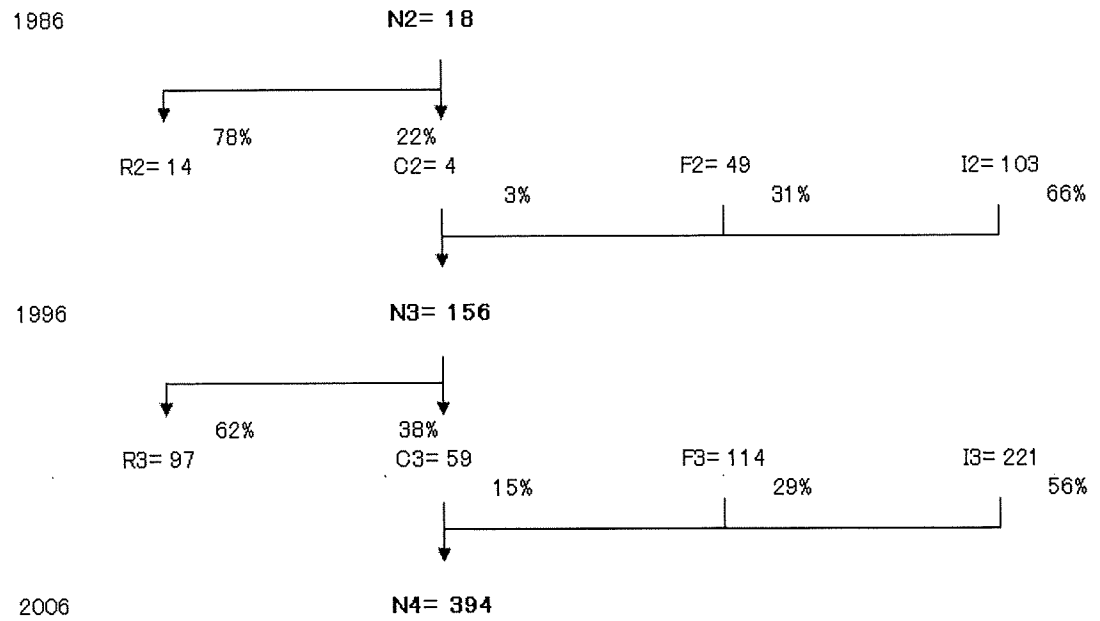 1986 N2= 18
78% 22%
R2= 14 C2= 4 F2= 49 I2= 103
3% 31% 66%
1996 N3= 156
62% 38%
R3= 97 C3= 59 F3= 114 I3= 221
15% 29% 56%
2006 N4= 394